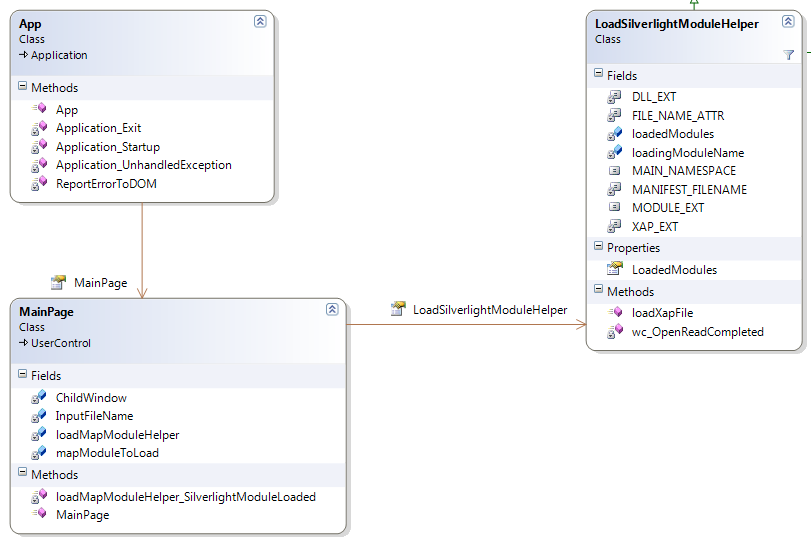 App
Class
Application
Methods
App
Application_Exit
Application_Startup
Application_UnhandledException
ReportErrorToDOM
MainPage
MainPage
Class
UserControl
Fields
ChildWindow
InputFileName
loadMapModuleHelper
mapModuleToLoad
Methods
loadMapModuleHelper_SilverlightModuleLoaded
MainPage
LoadSilverlightModuleHelper
LoadSilverlightModuleHelper
Class
Fields
DLL_EXT
FILE_NAME_ATTR
loadedModules
loadingModuleName
MAIN_NAMESPACE
MANIFEST_FILENAME
MODULE_EXT
XAP_EXT
Properties
LoadedModules
Methods
loadXapFile
wc_OpenReadCompleted